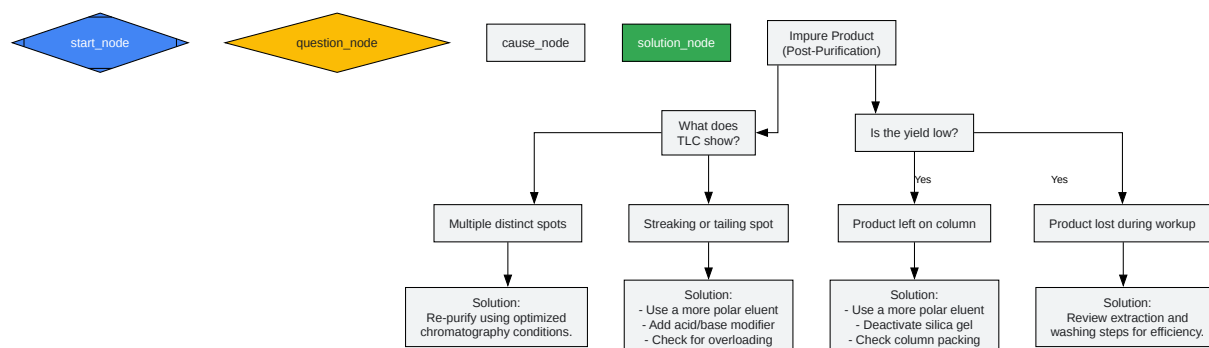 start_node
question_node
cause_node
solution_node
Impure Product
(Post-Purification)
What does
TLC show?
Is the yield low?
Yes
Yes
Multiple distinct spots
Streaking or tailing spot
Product left on column
Product lost during workup
Solution:
Re-purify using optimized
chromatography conditions.
Solution:
- Use a more polar eluent
- Add acid/base modifier
- Check for overloading
Solution:
- Use a more polar eluent
- Deactivate silica gel
- Check column packing
Solution:
Review extraction and
washing steps for efficiency.